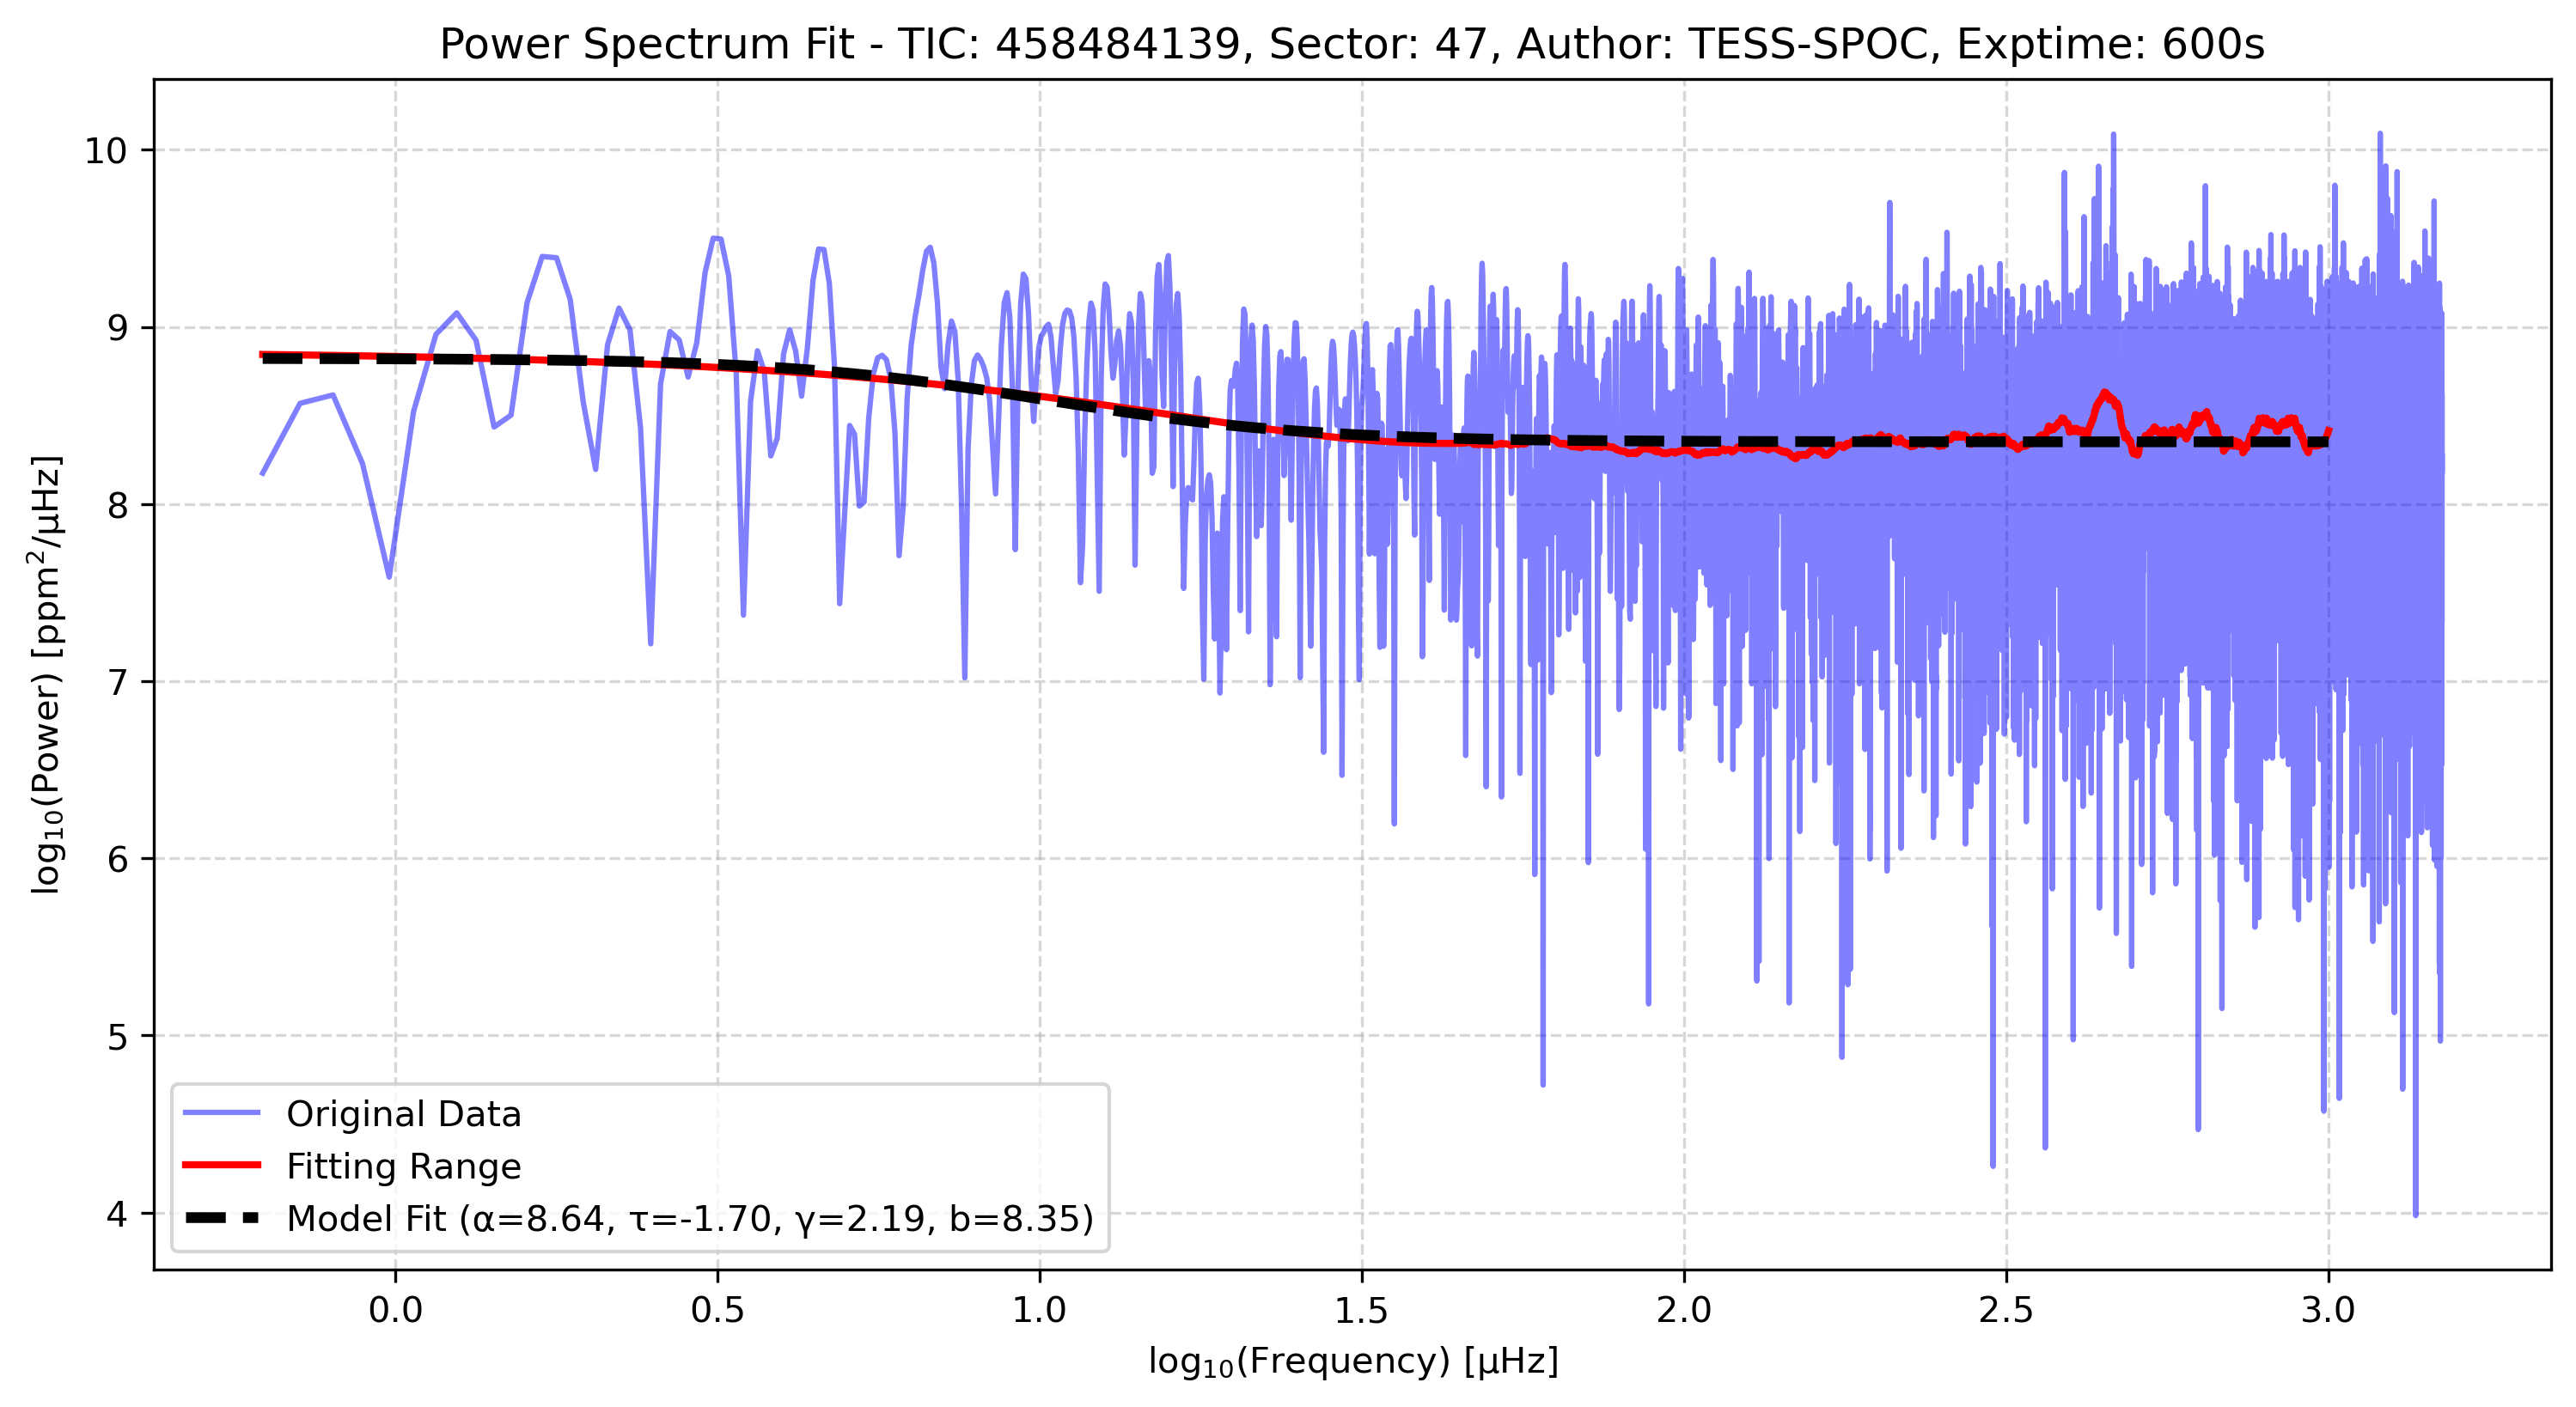 Power Spectrum Fit - TIC: 458484139, Sector: 47, Author: TESS-SPOC, Exptime: 600s
log₁₀(Power) [ppm²/μHz]
10
9
8
7
6
5
4
Original Data
Fitting Range
Model Fit (α=8.64, τ=-1.70, γ=2.19, b=8.35)
0.0 0.5 1.0 1.5 2.0 2.5 3.0
log₁₀(Frequency) [μHz]